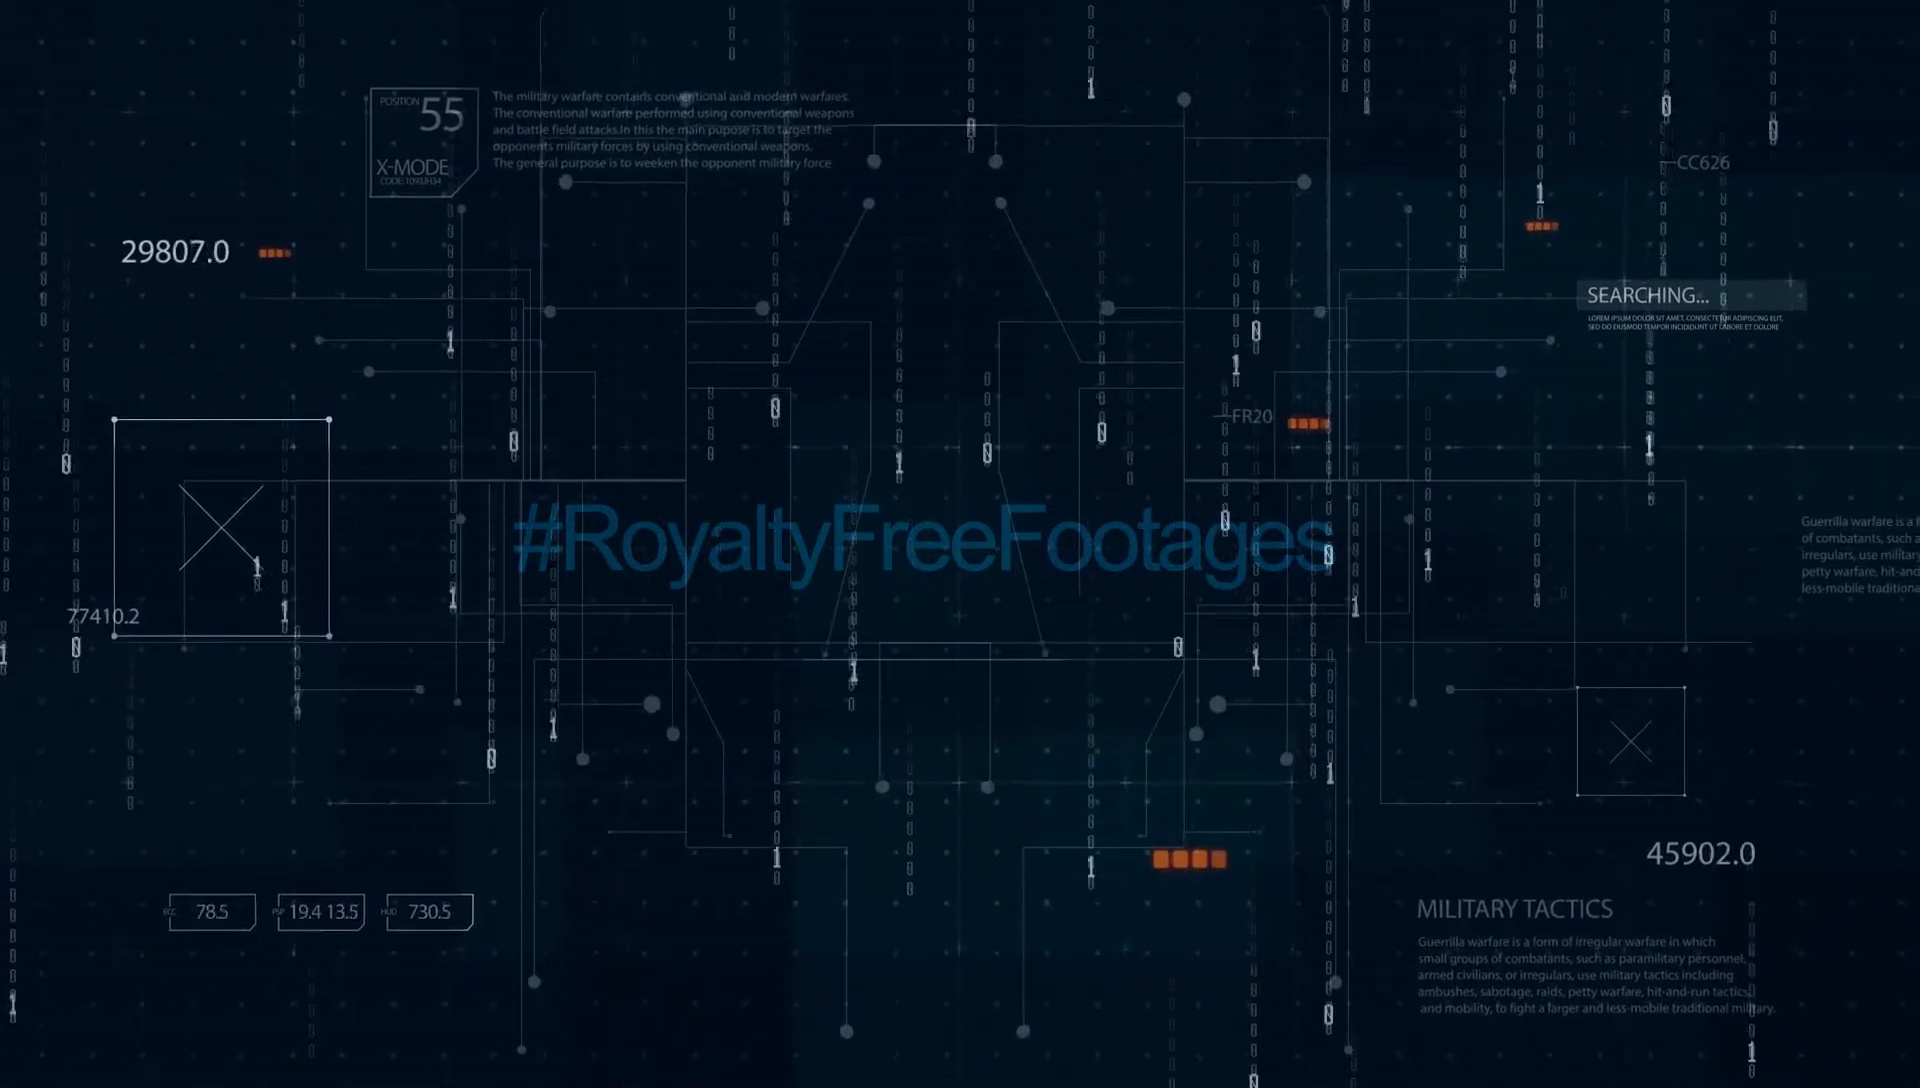 POSITION
55
X-MODE
CODE: 1093JH34
The military warfare contains conventional and modern warfares.
The conventional warfare performed using conventional weapons
and battle field attacks.In this the main pupose is to target the
opponents military forces by using conventional weapons.
The general purpose is to weeken the opponent military force
CC626
29807.0
SEARCHING...
LOREM IPSUM DOLOR SIT AMET, CONSECTETUR ADIPISCING ELIT,
SED DO EIUSMOD TEMPOR INCIDIDUNT UT LABORE ET DOLORE
FR20
#RoyaltyFreeFootages
Guerrilla warfare is a f
of combatants, such a
irregulars, use military
petty warfare, hit-and
less-mobile traditiona
77410.2
45902.0
ECC 78.5
PSP 19.4 13.5
HUD 730.5
MILITARY TACTICS
Guerrilla warfare is a form of irregular warfare in which
small groups of combatants, such as paramilitary personnel,
armed civilians, or irregulars, use military tactics including
ambushes, sabotage, raids, petty warfare, hit-and-run tactics,
and mobility, to fight a larger and less-mobile traditional military.